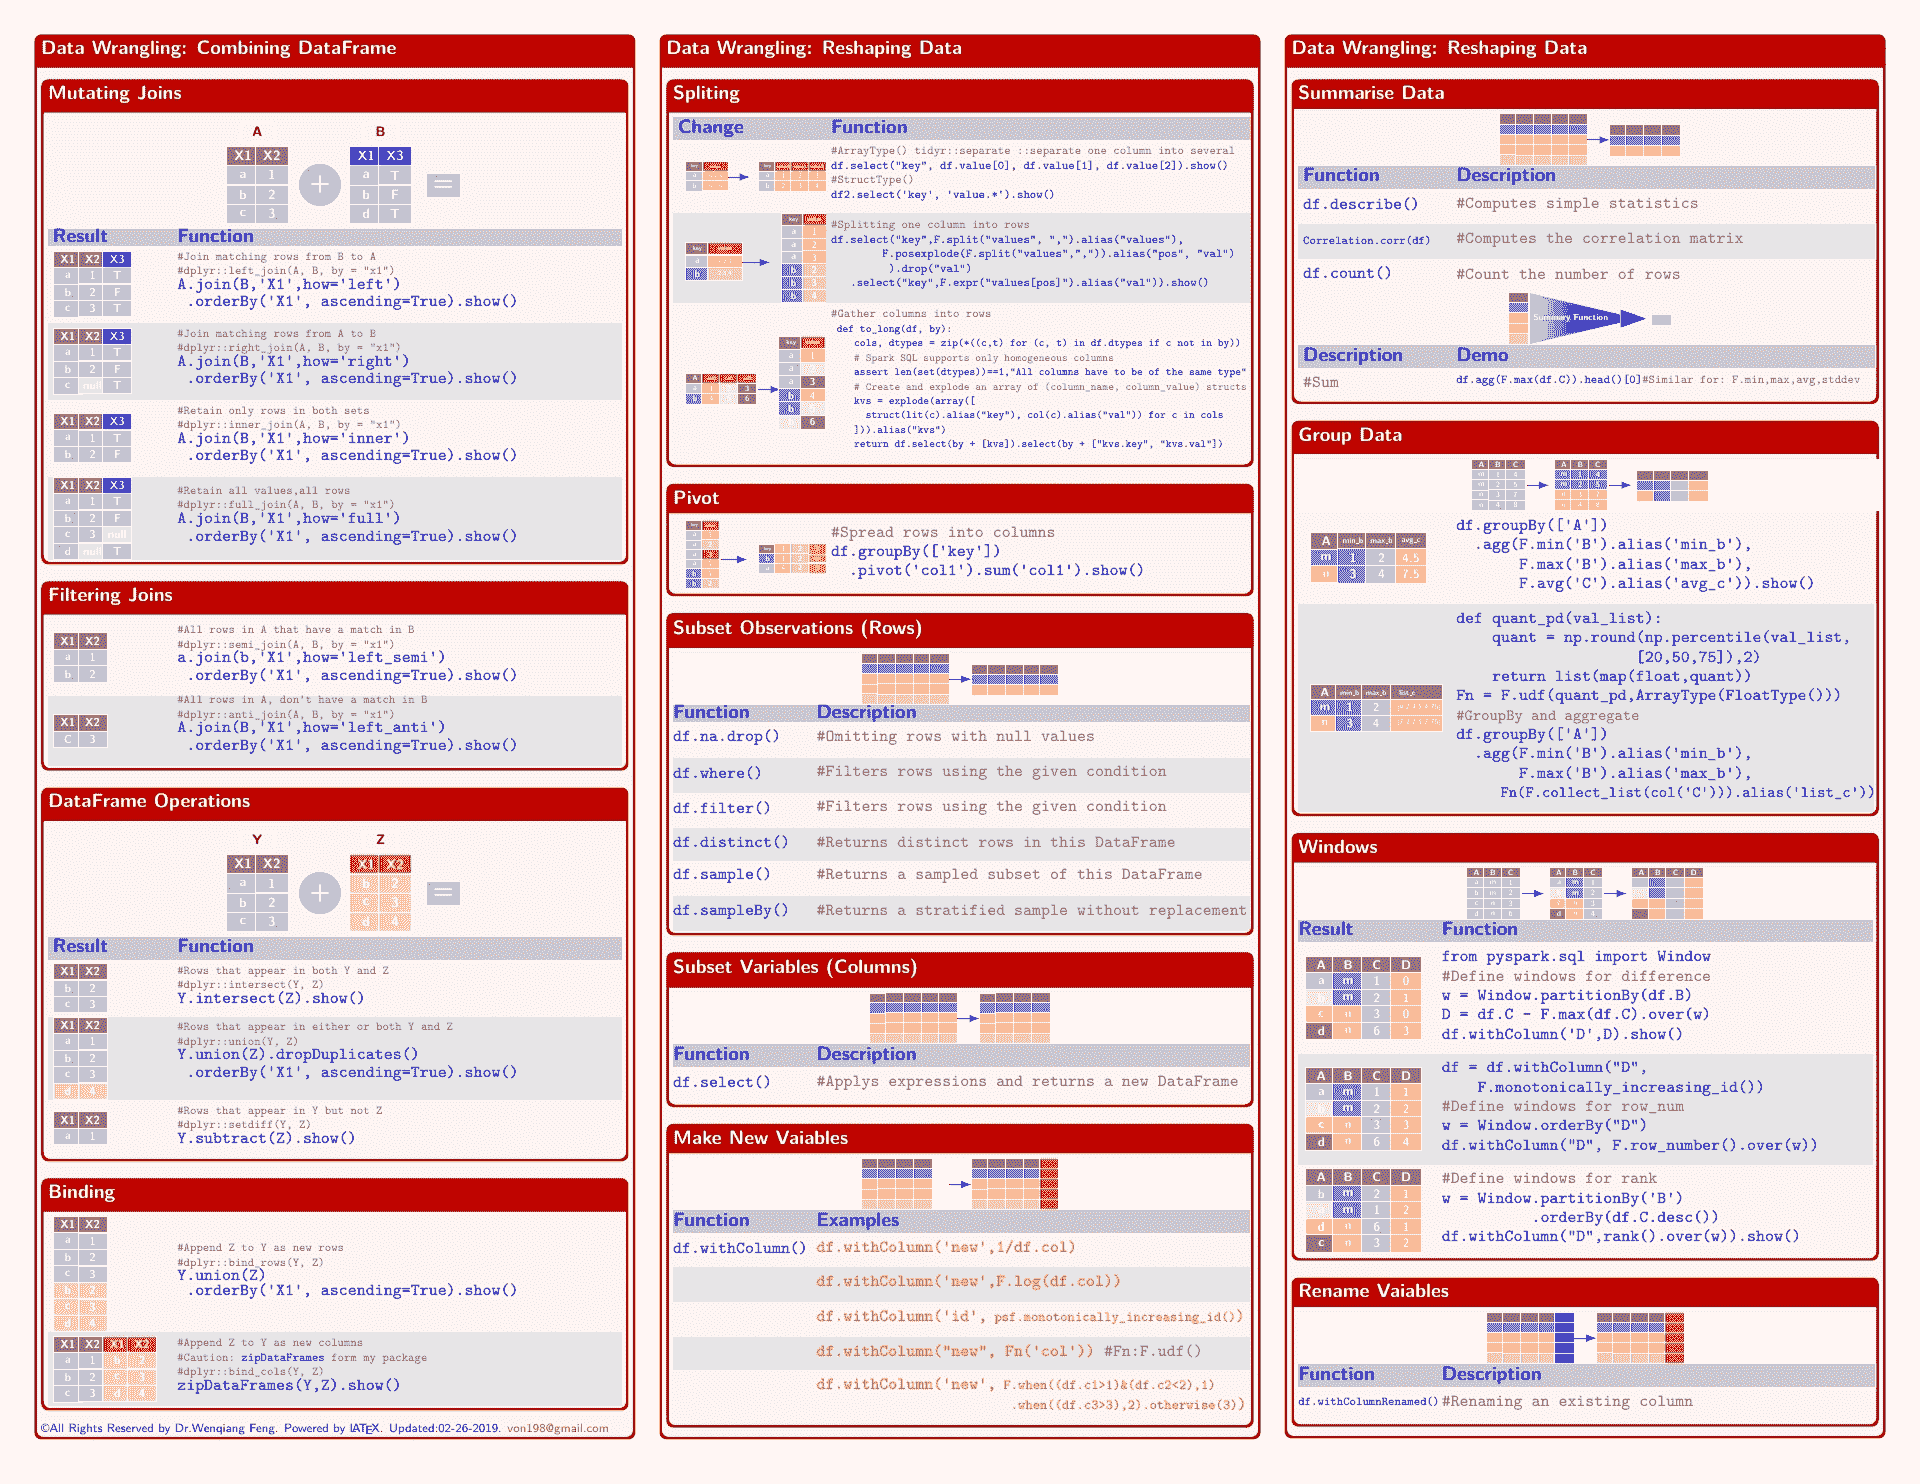 Data Wrangling: Combining DataFrame
Mutating Joins
A B
X1 X2 X1 X3
a 1 a T
+ =
b 2 b F
c 3 d T
Result Function
X1 X2 X3
a 1 T
b 2 F
c 3 T
#Join matching rows from B to A
#dplyr::left_join(A, B, by = "x1")
A.join(B,'X1',how='left')
.orderBy('X1', ascending=True).show()
X1 X2 X3
a 1 T
b 2 F
c null T
#Join matching rows from A to B
#dplyr::right_join(A, B, by = "x1")
A.join(B,'X1',how='right')
.orderBy('X1', ascending=True).show()
X1 X2 X3
a 1 T
b 2 F
#Retain only rows in both sets
#dplyr::inner_join(A, B, by = "x1")
A.join(B,'X1',how='inner')
.orderBy('X1', ascending=True).show()
X1 X2 X3
a 1 T
b 2 F
c 3 null
d null T
#Retain all values,all rows
#dplyr::full_join(A, B, by = "x1")
A.join(B,'X1',how='full')
.orderBy('X1', ascending=True).show()
Filtering Joins
X1 X2
a 1
b 2
#All rows in A that have a match in B
#dplyr::semi_join(A, B, by = "x1")
a.join(b,'X1',how='left_semi')
.orderBy('X1', ascending=True).show()
X1 X2
C 3
#All rows in A, don't have a match in B
#dplyr::anti_join(A, B, by = "x1")
A.join(B,'X1',how='left_anti')
.orderBy('X1', ascending=True).show()
DataFrame Operations
Y Z
X1 X2 X1 X2
a 1 b 2
+ =
b 2 c 3
c 3 d 4
Result Function
X1 X2
b 2
c 3
#Rows that appear in both Y and Z
#dplyr::intersect(Y, Z)
Y.intersect(Z).show()
X1 X2
a 1
b 2
c 3
d 4
#Rows that appear in either or both Y and Z
#dplyr::union(Y, Z)
Y.union(Z).dropDuplicates()
.orderBy('X1', ascending=True).show()
X1 X2
a 1
#Rows that appear in Y but not Z
#dplyr::setdiff(Y, Z)
Y.subtract(Z).show()
Binding
X1 X2
a 1
b 2
c 3
b 2
c 3
d 4
#Append Z to Y as new rows
#dplyr::bind_rows(Y, Z)
Y.union(Z)
.orderBy('X1', ascending=True).show()
X1 X2 X1 X2
a 1 b 2
b 2 c 3
c 3 d 4
#Append Z to Y as new columns
#Caution: zipDataFrames form my package
#dplyr::bind_cols(Y, Z)
zipDataFrames(Y,Z).show()
©All Rights Reserved by Dr.Wenqiang Feng. Powered by LATEX. Updated:02-26-2019. von198@gmail.com
Data Wrangling: Reshaping Data
Spliting
Change Function
#ArrayType() tidyr::separate ::separate one column into several
df.select("key", df.value[0], df.value[1], df.value[2]).show()
#StructType()
df2.select('key', 'value.*').show()
#Splitting one column into rows
df.select("key",F.split("values", ",").alias("values"),
F.posexplode(F.split("values",",")).alias("pos", "val")
).drop("val")
.select("key",F.expr("values[pos]").alias("val")).show()
#Gather columns into rows
def to_long(df, by):
cols, dtypes = zip(*((c,t) for (c, t) in df.dtypes if c not in by))
# Spark SQL supports only homogeneous columns
assert len(set(dtypes))==1,"All columns have to be of the same type"
# Create and explode an array of (column_name, column_value) structs
kvs = explode(array([
struct(lit(c).alias("key"), col(c).alias("val")) for c in cols
])).alias("kvs")
return df.select(by + [kvs]).select(by + ["kvs.key", "kvs.val"])
Pivot
#Spread rows into columns
df.groupBy(['key'])
.pivot('col1').sum('col1').show()
Subset Observations (Rows)
Function Description
df.na.drop() #Omitting rows with null values
df.where() #Filters rows using the given condition
df.filter() #Filters rows using the given condition
df.distinct() #Returns distinct rows in this DataFrame
df.sample() #Returns a sampled subset of this DataFrame
df.sampleBy() #Returns a stratified sample without replacement
Subset Variables (Columns)
Function Description
df.select() #Applys expressions and returns a new DataFrame
Make New Vaiables
Function Examples
df.withColumn() df.withColumn('new',1/df.col)
df.withColumn('new',F.log(df.col))
df.withColumn('id', psf.monotonically_increasing_id())
df.withColumn("new", Fn('col')) #Fn:F.udf()
df.withColumn('new', F.when((df.c1>1)&(df.c2<2),1)
.when((df.c3>3),2).otherwise(3))
Data Wrangling: Reshaping Data
Summarise Data
Function Description
df.describe() #Computes simple statistics
Correlation.corr(df) #Computes the correlation matrix
df.count() #Count the number of rows
Summary Function
Description Demo
#Sum df.agg(F.max(df.C)).head()[0]#Similar for: F.min,max,avg,stddev
Group Data
A min_b max_b avg_c
m 1 2 4.5
n 3 4 7.5
df.groupBy(['A'])
.agg(F.min('B').alias('min_b'),
F.max('B').alias('max_b'),
F.avg('C').alias('avg_c')).show()
A min_b max_b list_c
m 1 2
n 3 4
def quant_pd(val_list):
quant = np.round(np.percentile(val_list,
[20,50,75]),2)
return list(map(float,quant))
Fn = F.udf(quant_pd,ArrayType(FloatType()))
#GroupBy and aggregate
df.groupBy(['A'])
.agg(F.min('B').alias('min_b'),
F.max('B').alias('max_b'),
Fn(F.collect_list(col('C'))).alias('list_c'))
Windows
Result Function
A B C D
a m 1 0
b m 2 1
c n 3 0
d n 6 3
from pyspark.sql import Window
#Define windows for difference
w = Window.partitionBy(df.B)
D = df.C - F.max(df.C).over(w)
df.withColumn('D',D).show()
A B C D
a m 1 1
b m 2 2
c n 3 3
d n 6 4
df = df.withColumn("D",
F.monotonically_increasing_id())
#Define windows for row_num
w = Window.orderBy("D")
df.withColumn("D", F.row_number().over(w))
A B C D
b m 2 1
a m 1 2
d n 6 1
c n 3 2
#Define windows for rank
w = Window.partitionBy('B')
.orderBy(df.C.desc())
df.withColumn("D",rank().over(w)).show()
Rename Vaiables
Function Description
df.withColumnRenamed() #Renaming an existing column